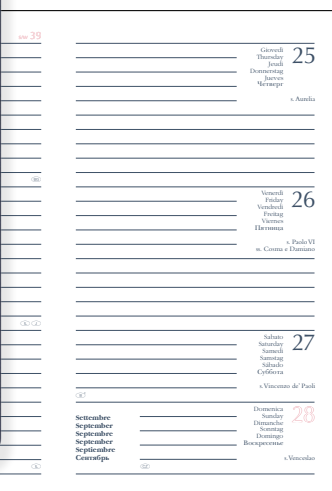 39
Giovedì
Thursday
Jeudi
Donnerstag
Jueves
Четверг
25
s. Aurelia
Venerdì
Friday
Vendredi
Freitag
Viernes
Пятница
26
s. Paolo VI
ss. Cosma e Damiano
Sabato
Saturday
Samedi
Samstag
Sábado
Суббота
27
s. Vincenzo de' Paoli
Domenica
Sunday
Dimanche
Sonntag
Domingo
Воскресенье
28
s. Venceslao
Settembre
September
Septembre
September
Septiembre
Сентябрь